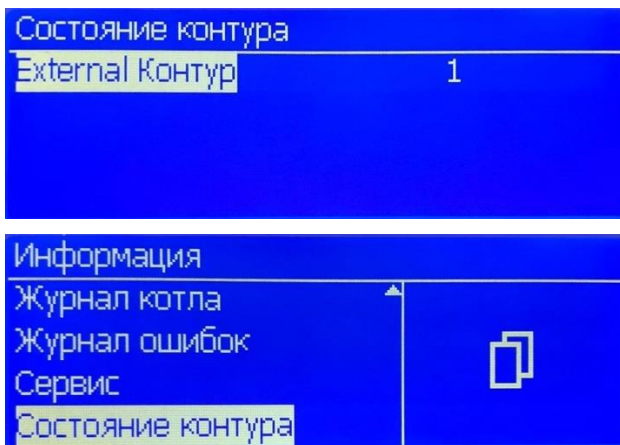 Состояние контура
External Контур 1
Информация
Журнал котла
Журнал ошибок
Сервис
Состояние контура